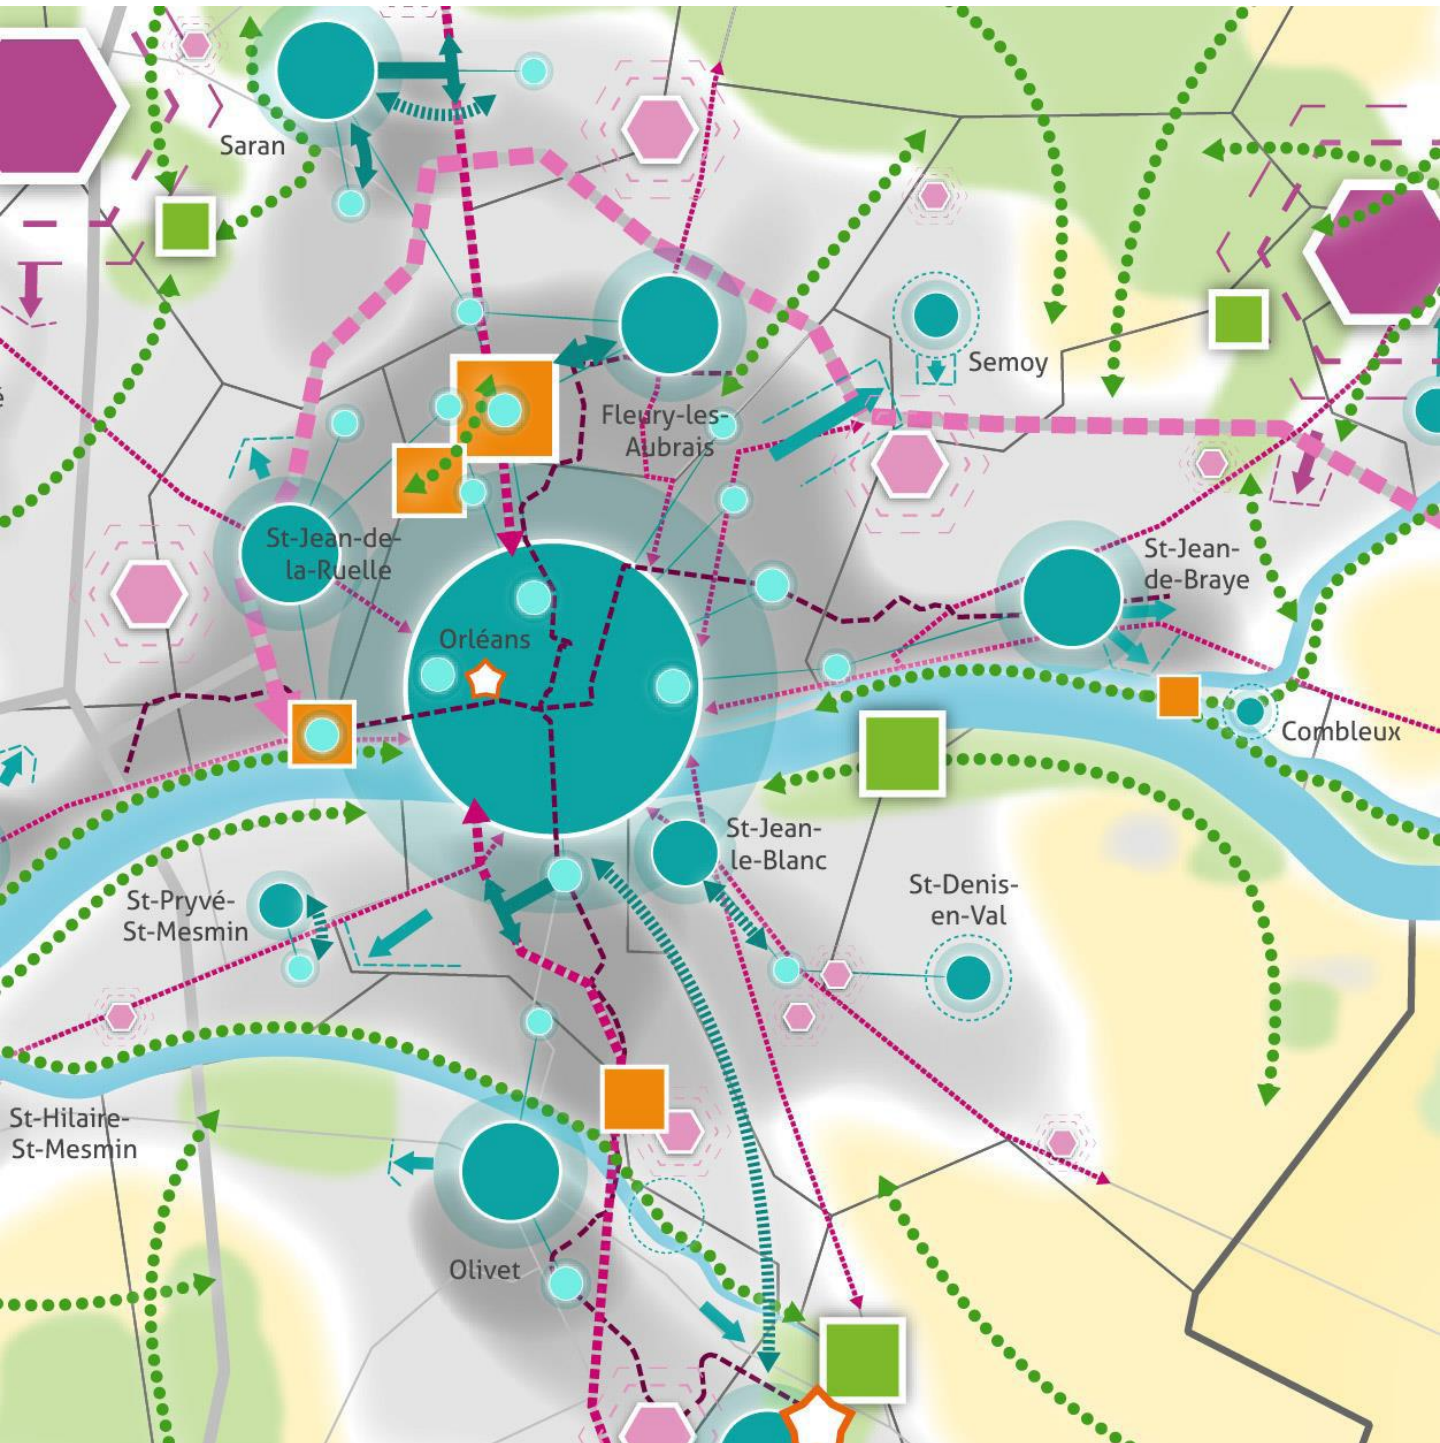 Saran
Semoy
Fleury-les-
Aubrais
St-Jean-de-
la-Ruelle
St-Jean-
de-Braye
Orléans
Combleux
St-Jean-
le-Blanc
St-Pryvé-
St-Mesmin
St-Denis-
en-Val
St-Hilaire-
St-Mesmin
Olivet